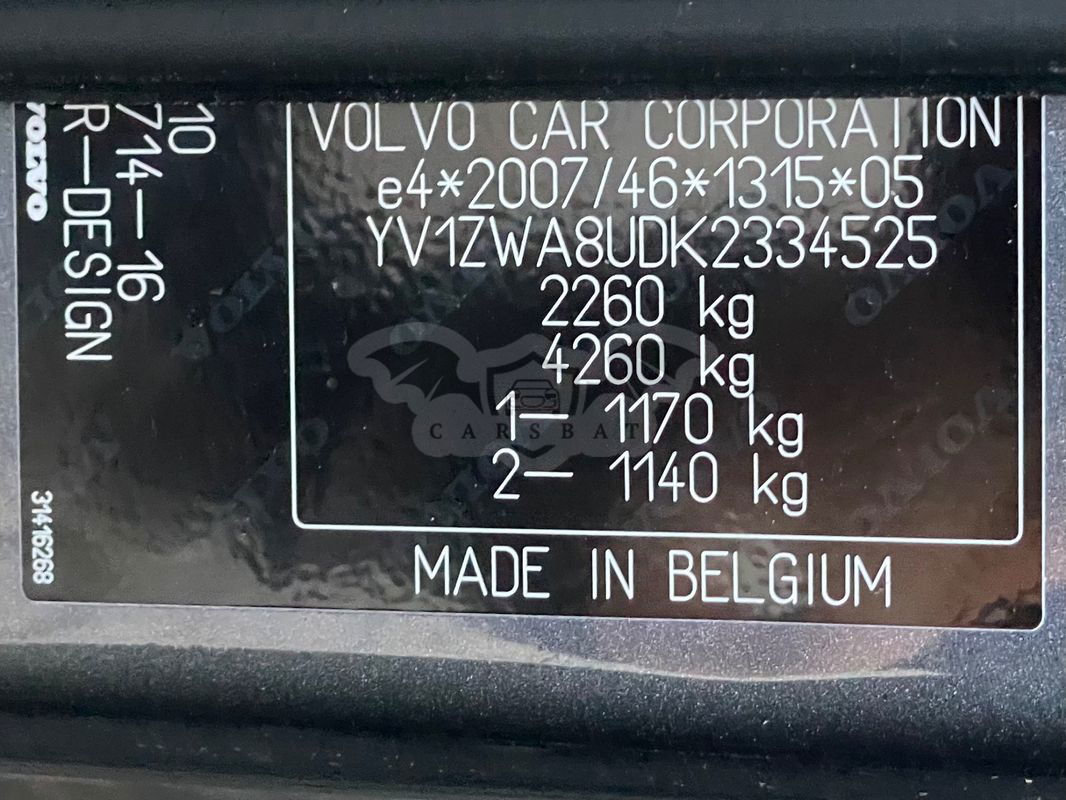 VOLVO CAR CORPORATION
e4*2007/46*1315*05
YV1ZWA8UDK2334525
2260 kg
4260 kg
1- 1170 kg
2- 1140 kg
MADE IN BELGIUM
10
714-16
R-DESIGN
VOLVO
31416268
CARSBAT